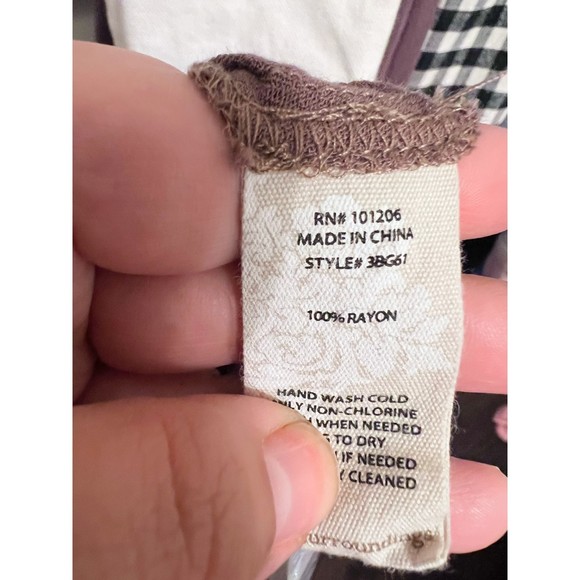 RN# 101206
MADE IN CHINA
STYLE# 3BG61
100% RAYON
HAND WASH COLD
NON-CHLORINE
WHEN NEEDED
TO DRY
IF NEEDED
CLEANED
urroundings